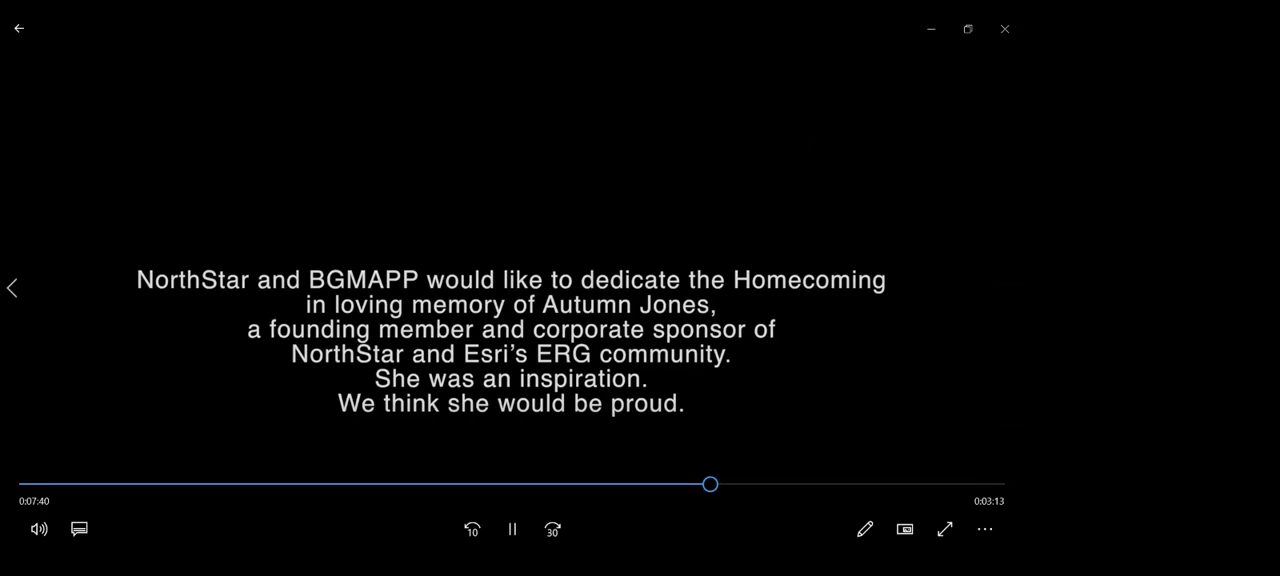 NorthStar and BGMAPP would like to dedicate the Homecoming
in loving memory of Autumn Jones,
a founding member and corporate sponsor of
NorthStar and Esri’s ERG community.
She was an inspiration.
We think she would be proud.
0:07:40
0:03:13
10
30